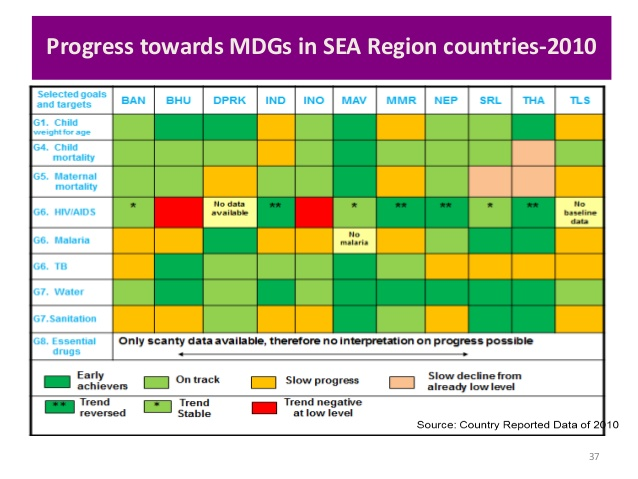 Progress towards MDGs in SEA Region countries-2010
Selected goals and targets BAN BHU DPRK IND INO MAV MMR NEP SRL THA TLS
G1. Child weight for age
G4. Child mortality
G5. Maternal mortality
G6. HIV/AIDS * No data available ** * ** ** * ** No baseline data
G6. Malaria No malaria
G6. TB
G7. Water
G7.Sanitation
G8. Essential drugs Only scanty data available, therefore no interpretation on progress possible
Early achievers On track Slow progress Slow decline from already low level
** Trend reversed * Trend Stable Trend negative at low level
Source: Country Reported Data of 2010
37